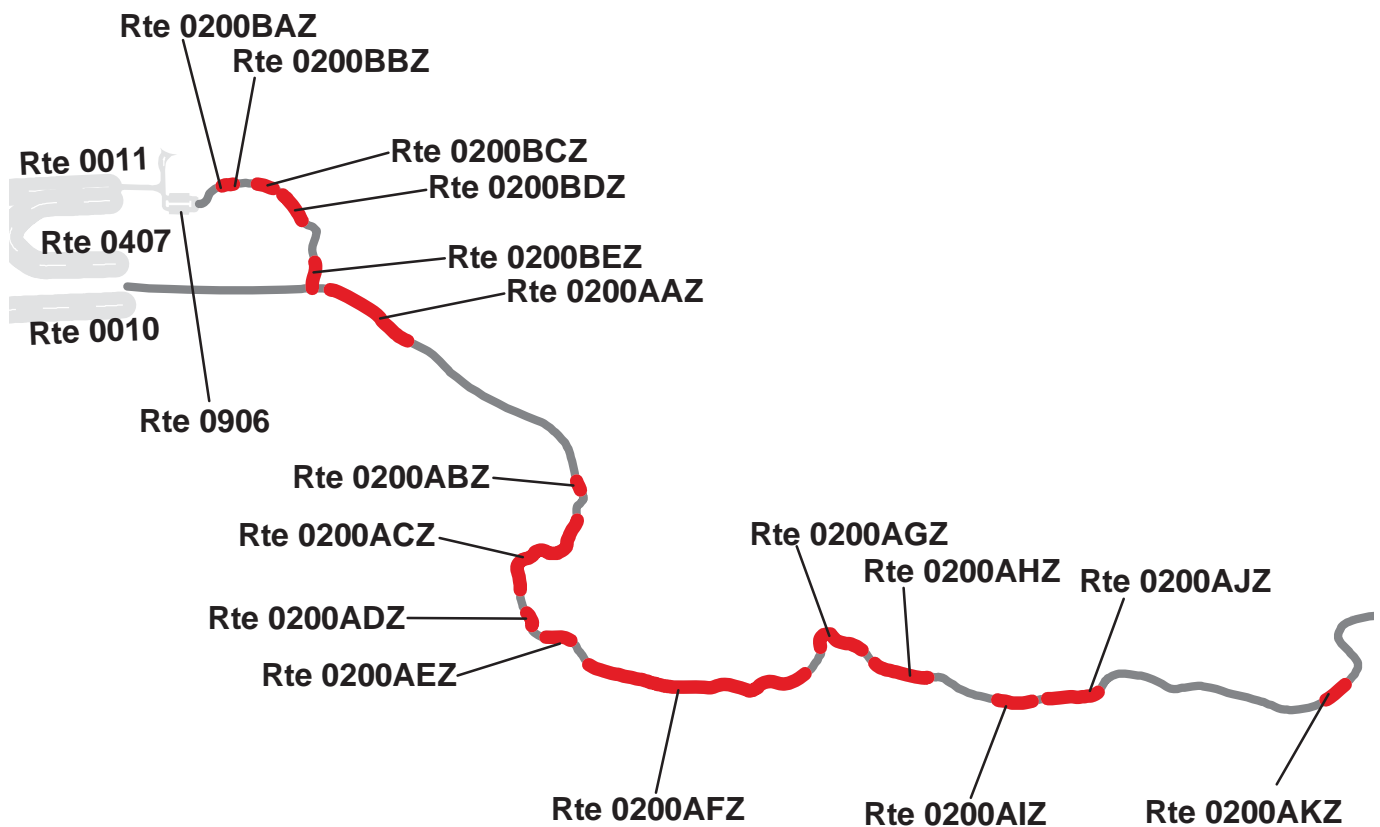 Rte 0200BAZ
Rte 0200BBZ
Rte 0200BCZ
Rte 0011
Rte 0200BDZ
Rte 0407
Rte 0200BEZ
Rte 0200AAZ
Rte 0010
Rte 0906
Rte 0200ABZ
Rte 0200ACZ
Rte 0200AGZ
Rte 0200AHZ
Rte 0200AJZ
Rte 0200ADZ
Rte 0200AEZ
Rte 0200AFZ
Rte 0200AIZ
Rte 0200AKZ